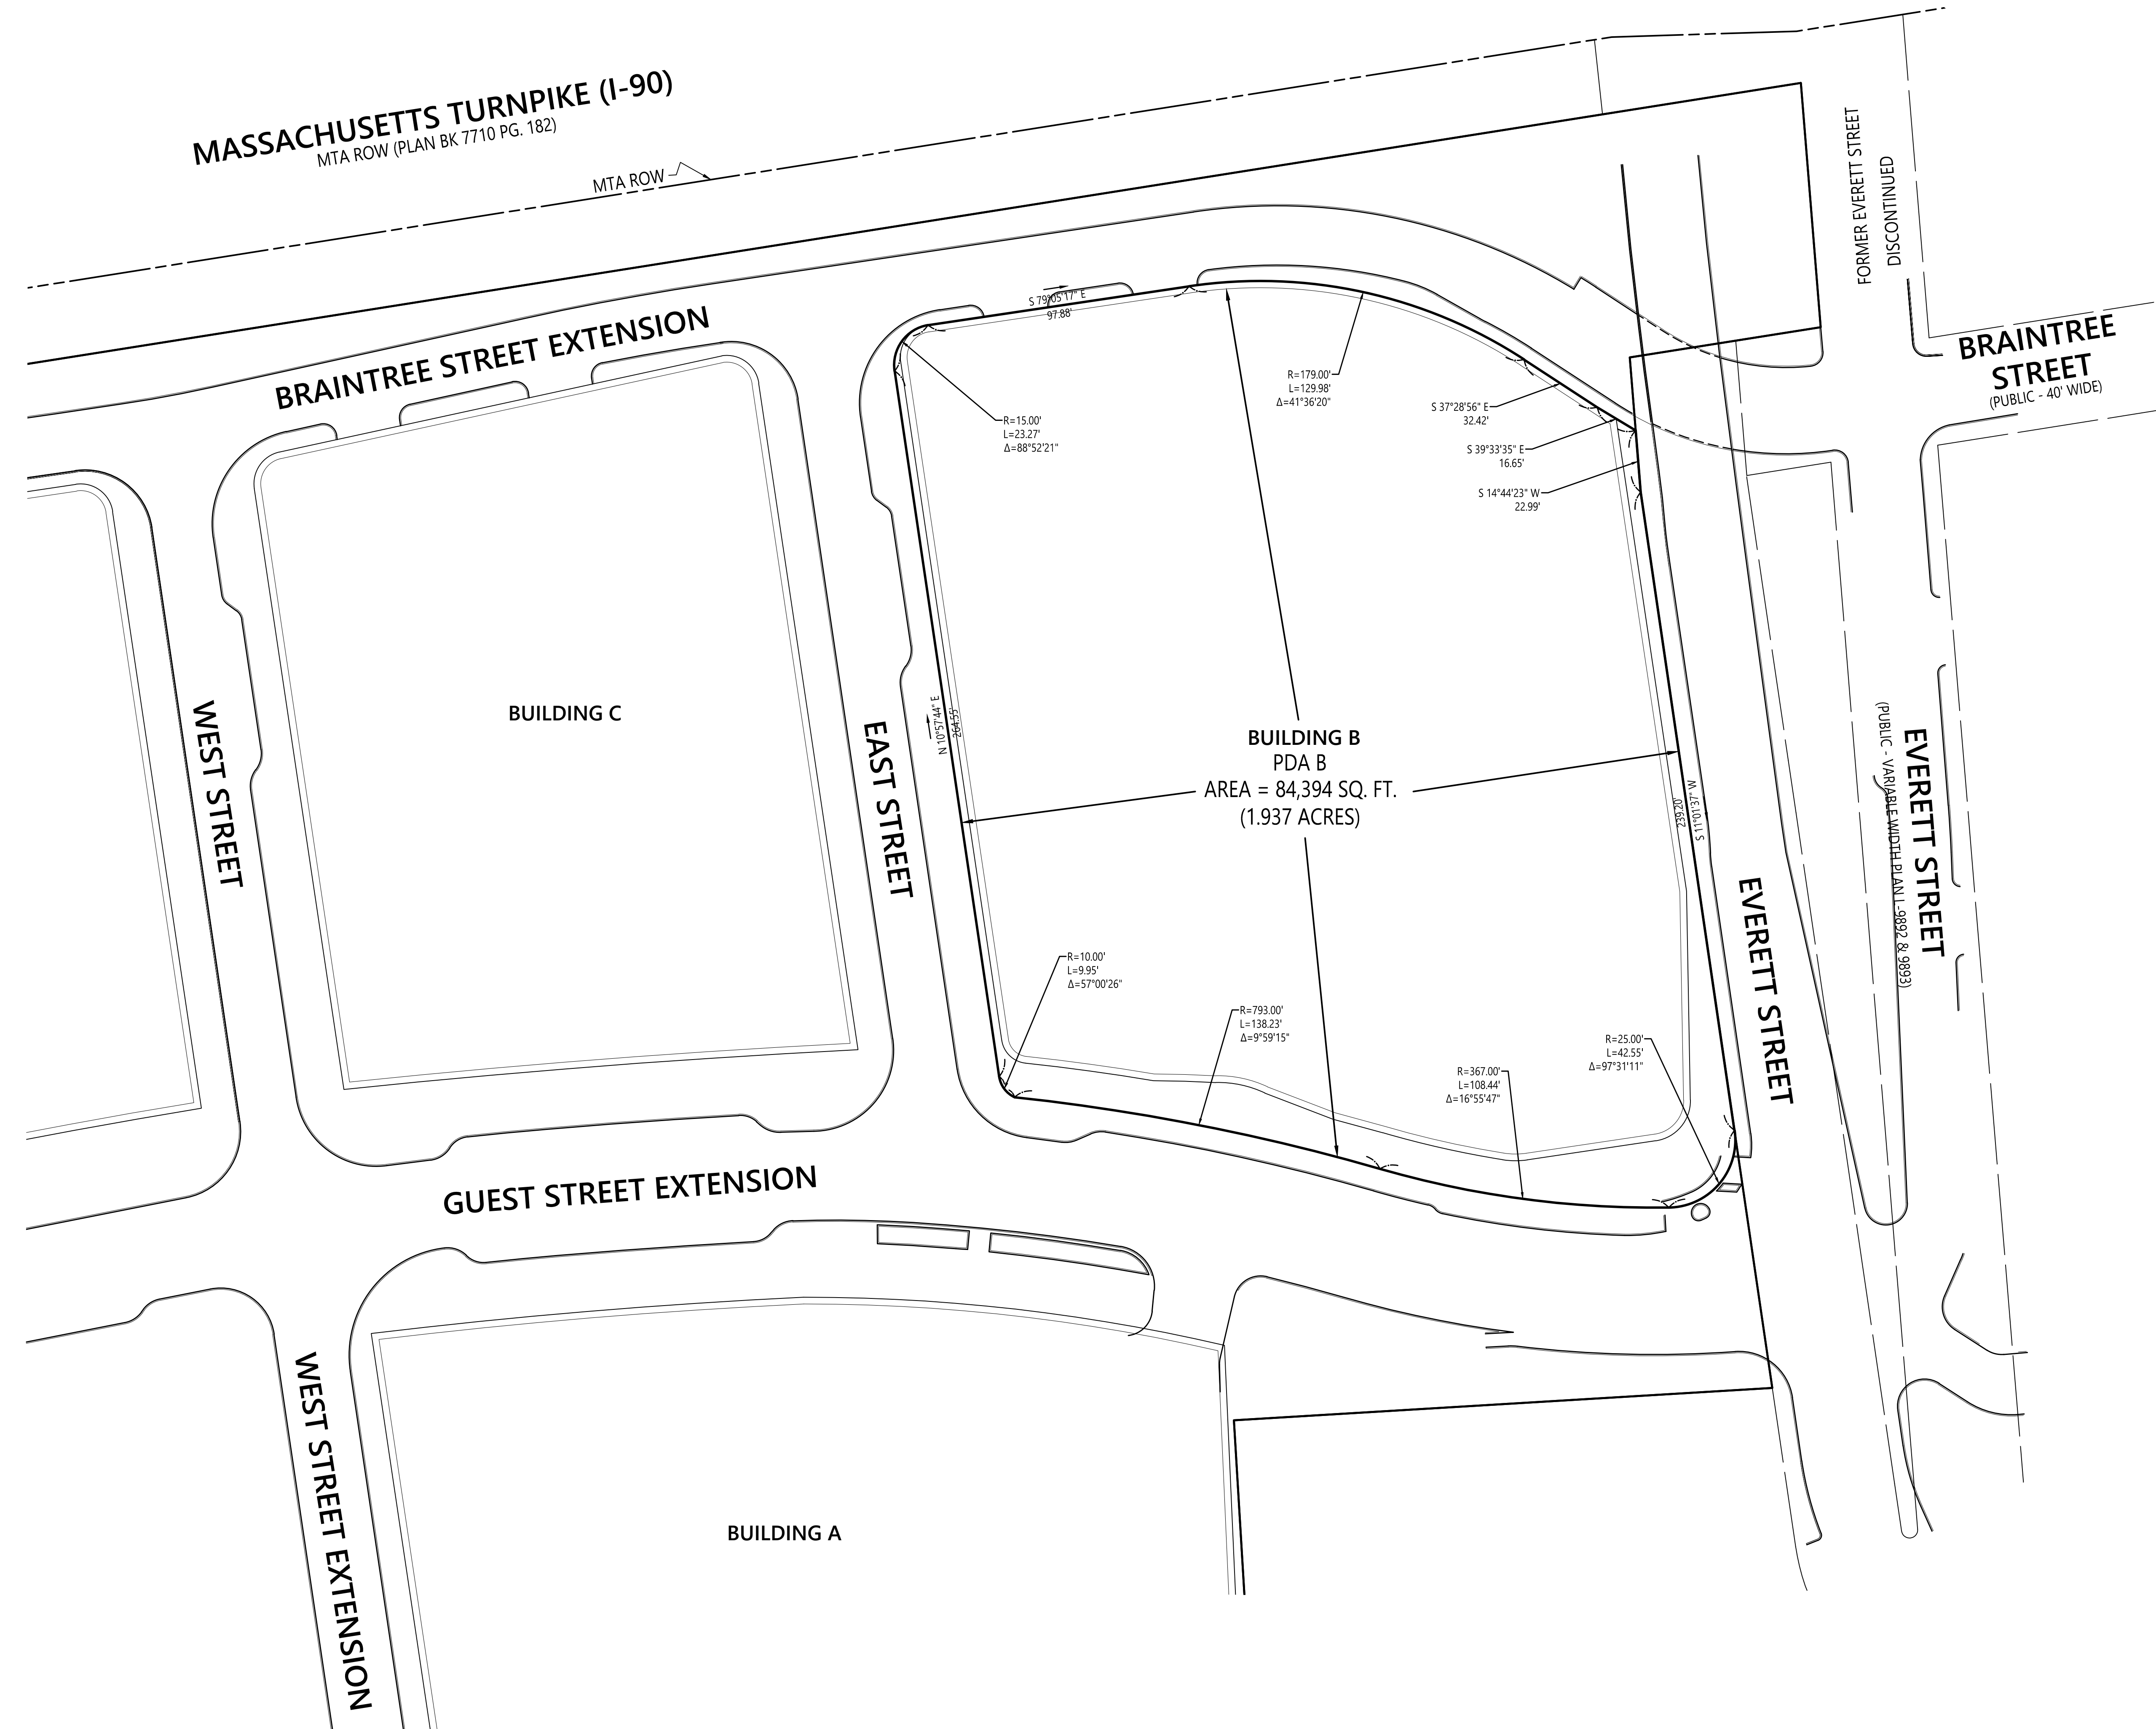 MASSACHUSETTS TURNPIKE (I-90)
MTA ROW (PLAN BK 7710 PG. 182)
MTA ROW
FORMER EVERETT STREET
DISCONTINUED
BRAINTREE
STREET
(PUBLIC - 40' WIDE)
BRAINTREE STREET EXTENSION
S 79°05'17" E
97.88'
R=15.00'
L=23.27'
Δ=88°52'21"
R=179.00'
L=129.98'
Δ=41°36'20"
S 37°28'56" E
32.42'
S 39°33'35" E
16.65'
S 14°44'23" W
22.99'
WEST STREET
BUILDING C
EAST STREET
N 10°57'44" E
264.55'
BUILDING B
PDA B
AREA = 84,394 SQ. FT.
(1.937 ACRES)
239.20'
S 11°01'37" W
EVERETT STREET
(PUBLIC - VARIABLE WIDTH PLAN L-9892 & 9893)
EVERETT STREET
R=10.00'
L=9.95'
Δ=57°00'26"
R=793.00'
L=138.23'
Δ=9°59'15"
R=367.00'
L=108.44'
Δ=16°55'47"
R=25.00'
L=42.55'
Δ=97°31'11"
GUEST STREET EXTENSION
WEST STREET EXTENSION
BUILDING A